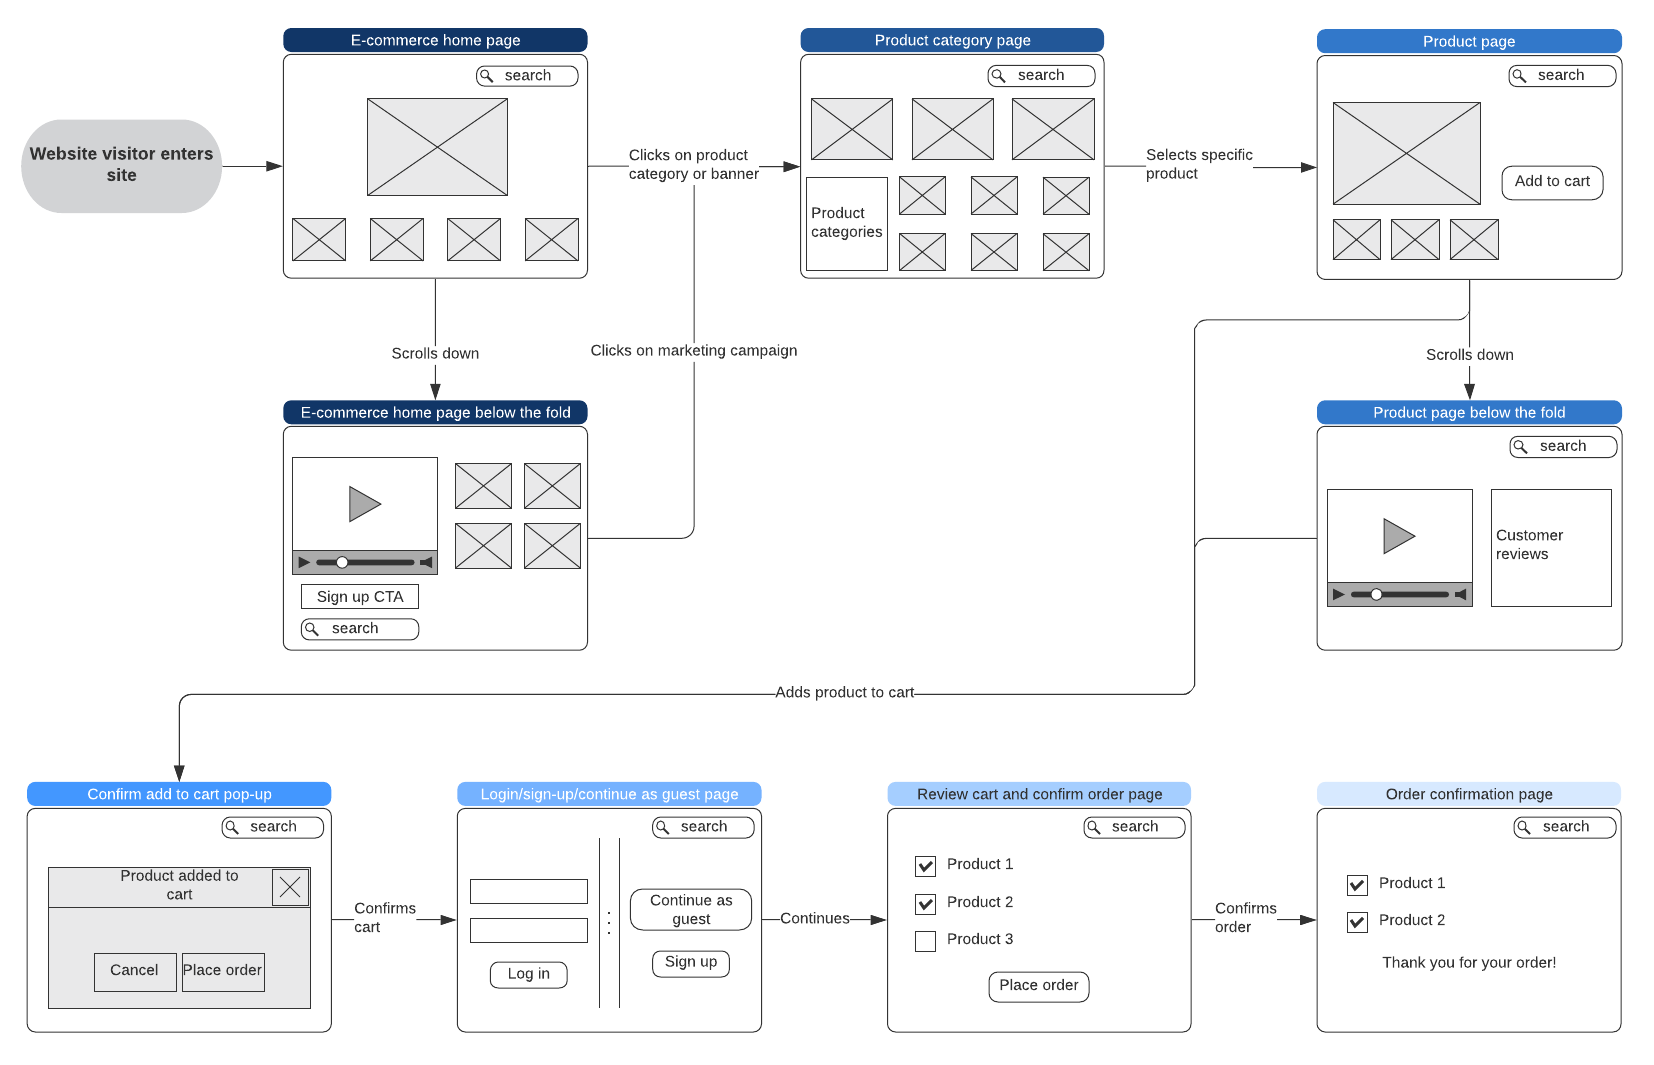 E-commerce home page
Product category page
Product page
search
search
search
Website visitor enters
site
Clicks on product
category or banner
Selects specific
product
Add to cart
Product
categories
Scrolls down
Clicks on marketing campaign
Scrolls down
E-commerce home page below the fold
Product page below the fold
search
Customer
reviews
Sign up CTA
search
Adds product to cart
Confirm add to cart pop-up
Login/sign-up/continue as guest page
Review cart and confirm order page
Order confirmation page
search
search
search
search
Product added to
cart
Cancel
Place order
Confirms
cart
Continue as
guest
Log in
Sign up
Continues
Product 1
Product 2
Product 3
Place order
Confirms
order
Product 1
Product 2
Thank you for your order!